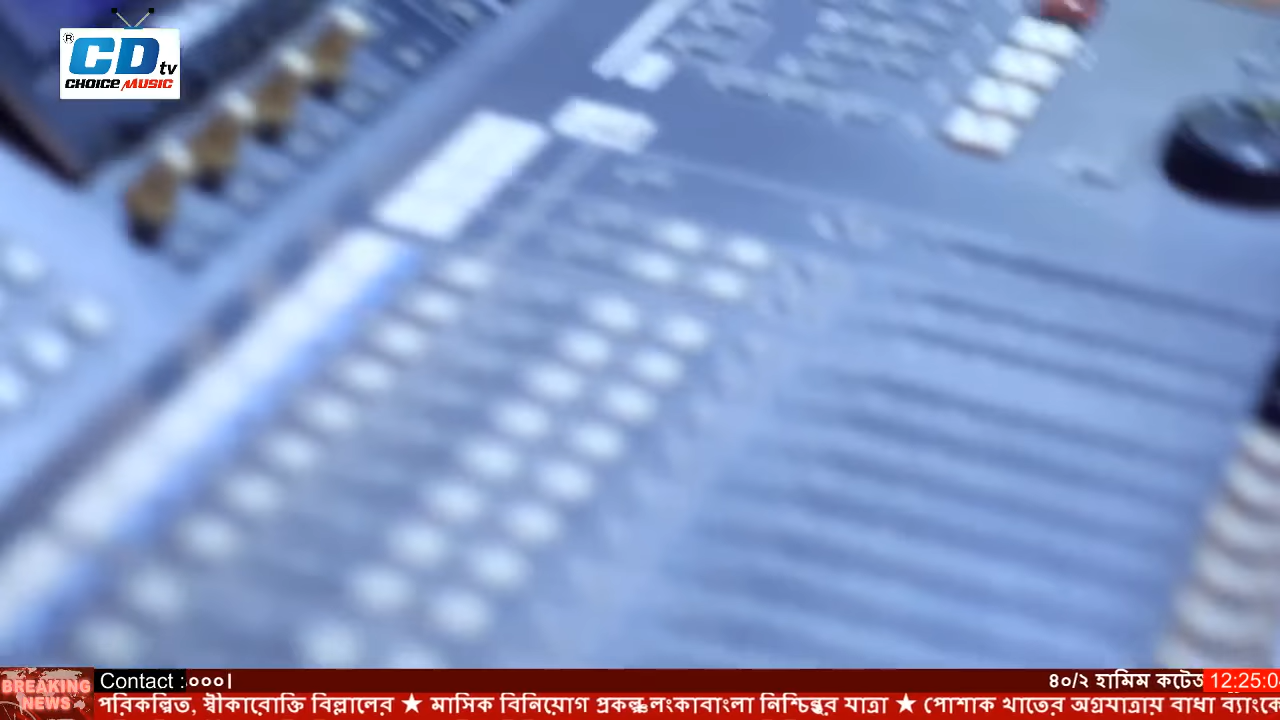 ®
CD tv
CHOICE MUSIC
Contact :০০০।
৪০/২ হামিম কটেজ
12:25:0
BREAKING NEWS
পরিকল্পিত, স্বীকারোক্তি বিল্লালের ★ মাসিক বিনিয়োগ প্রকল্প লংকাবাংলা নিশ্চিন্তপুর যাত্রা ★ পোশাক খাতের অগ্রযাত্রায় বাধা ব্যাংকে